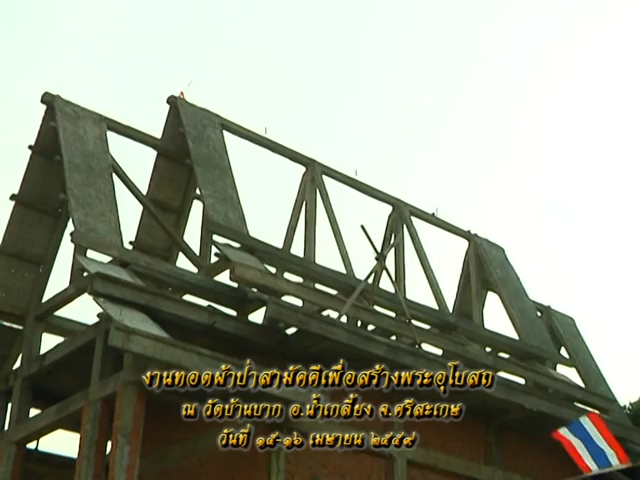 งานทอดผ้าป่าสามัคคีเพื่อสร้างพระอุโบสถ
ณ วัดบ้านบาก อ.น้ำเกลี้ยง จ.ศรีสะเกษ
วันที่ ๑๕-๑๖ เมษายน ๒๕๕๙